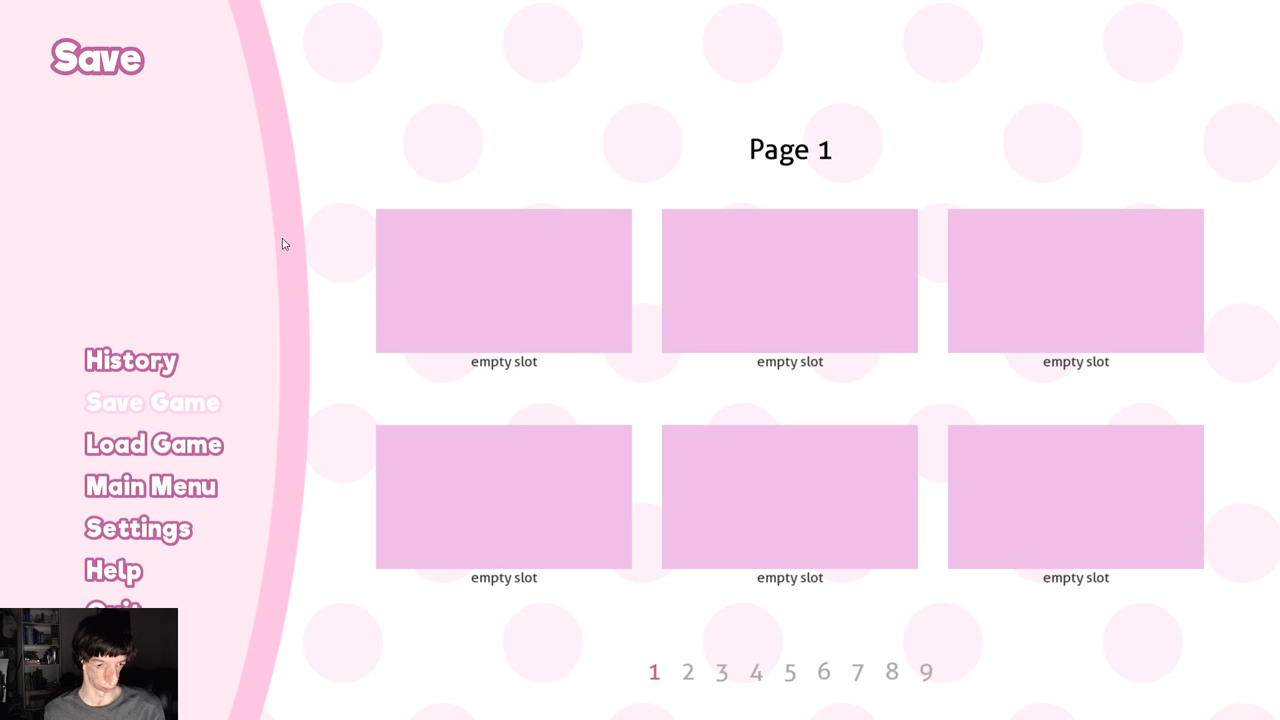 Save
Page 1
empty slot empty slot empty slot
History
Save Game
Load Game
Main Menu
Settings
Help
empty slot empty slot empty slot
1 2 3 4 5 6 7 8 9